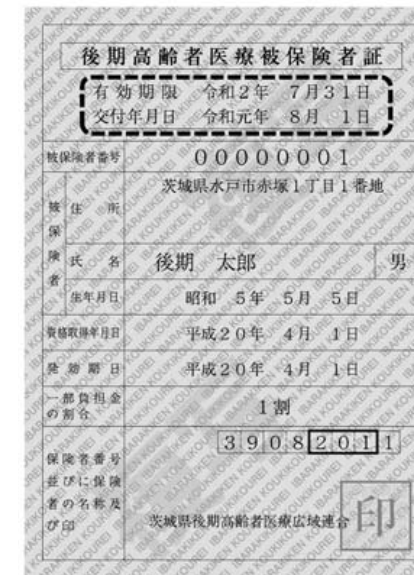 後期高齢者医療被保険者証
有効期限 令和2年 7月31日
交付年月日 令和元年 8月 1日
被保険者番号 00000001
被保険者
住所 茨城県水戸市赤塚1丁目1番地
氏名 後期 太郎 男
生年月日 昭和 5年 5月 5日
資格取得年月日 平成20年 4月 1日
発効期日 平成20年 4月 1日
一部負担金の割合 1割
保険者番号並びに保険者の名称及び印
39082011
茨城県後期高齢者医療広域連合 印